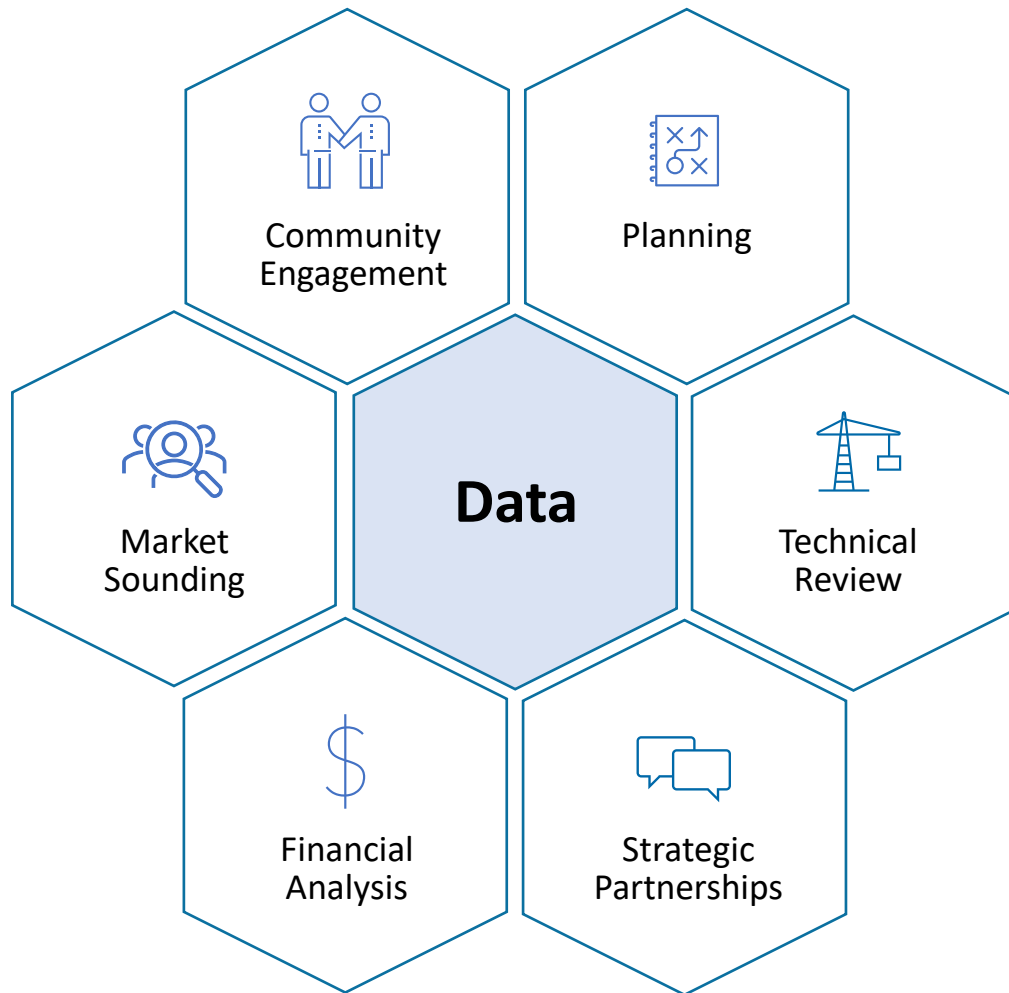 Community
Engagement
Planning
Market
Sounding
Data
Technical
Review
Financial
Analysis
Strategic
Partnerships